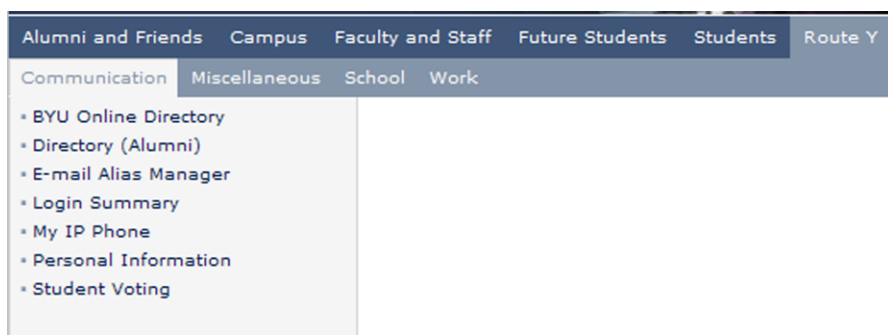 Alumni and Friends Campus Faculty and Staff Future Students Students Route Y
Communication Miscellaneous School Work
BYU Online Directory
Directory (Alumni)
E-mail Alias Manager
Login Summary
My IP Phone
Personal Information
Student Voting